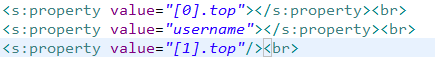 <s:property value="[0].top"></s:property><br>
<s:property value="username"></s:property><br>
<s:property value="[1].top"/><br>